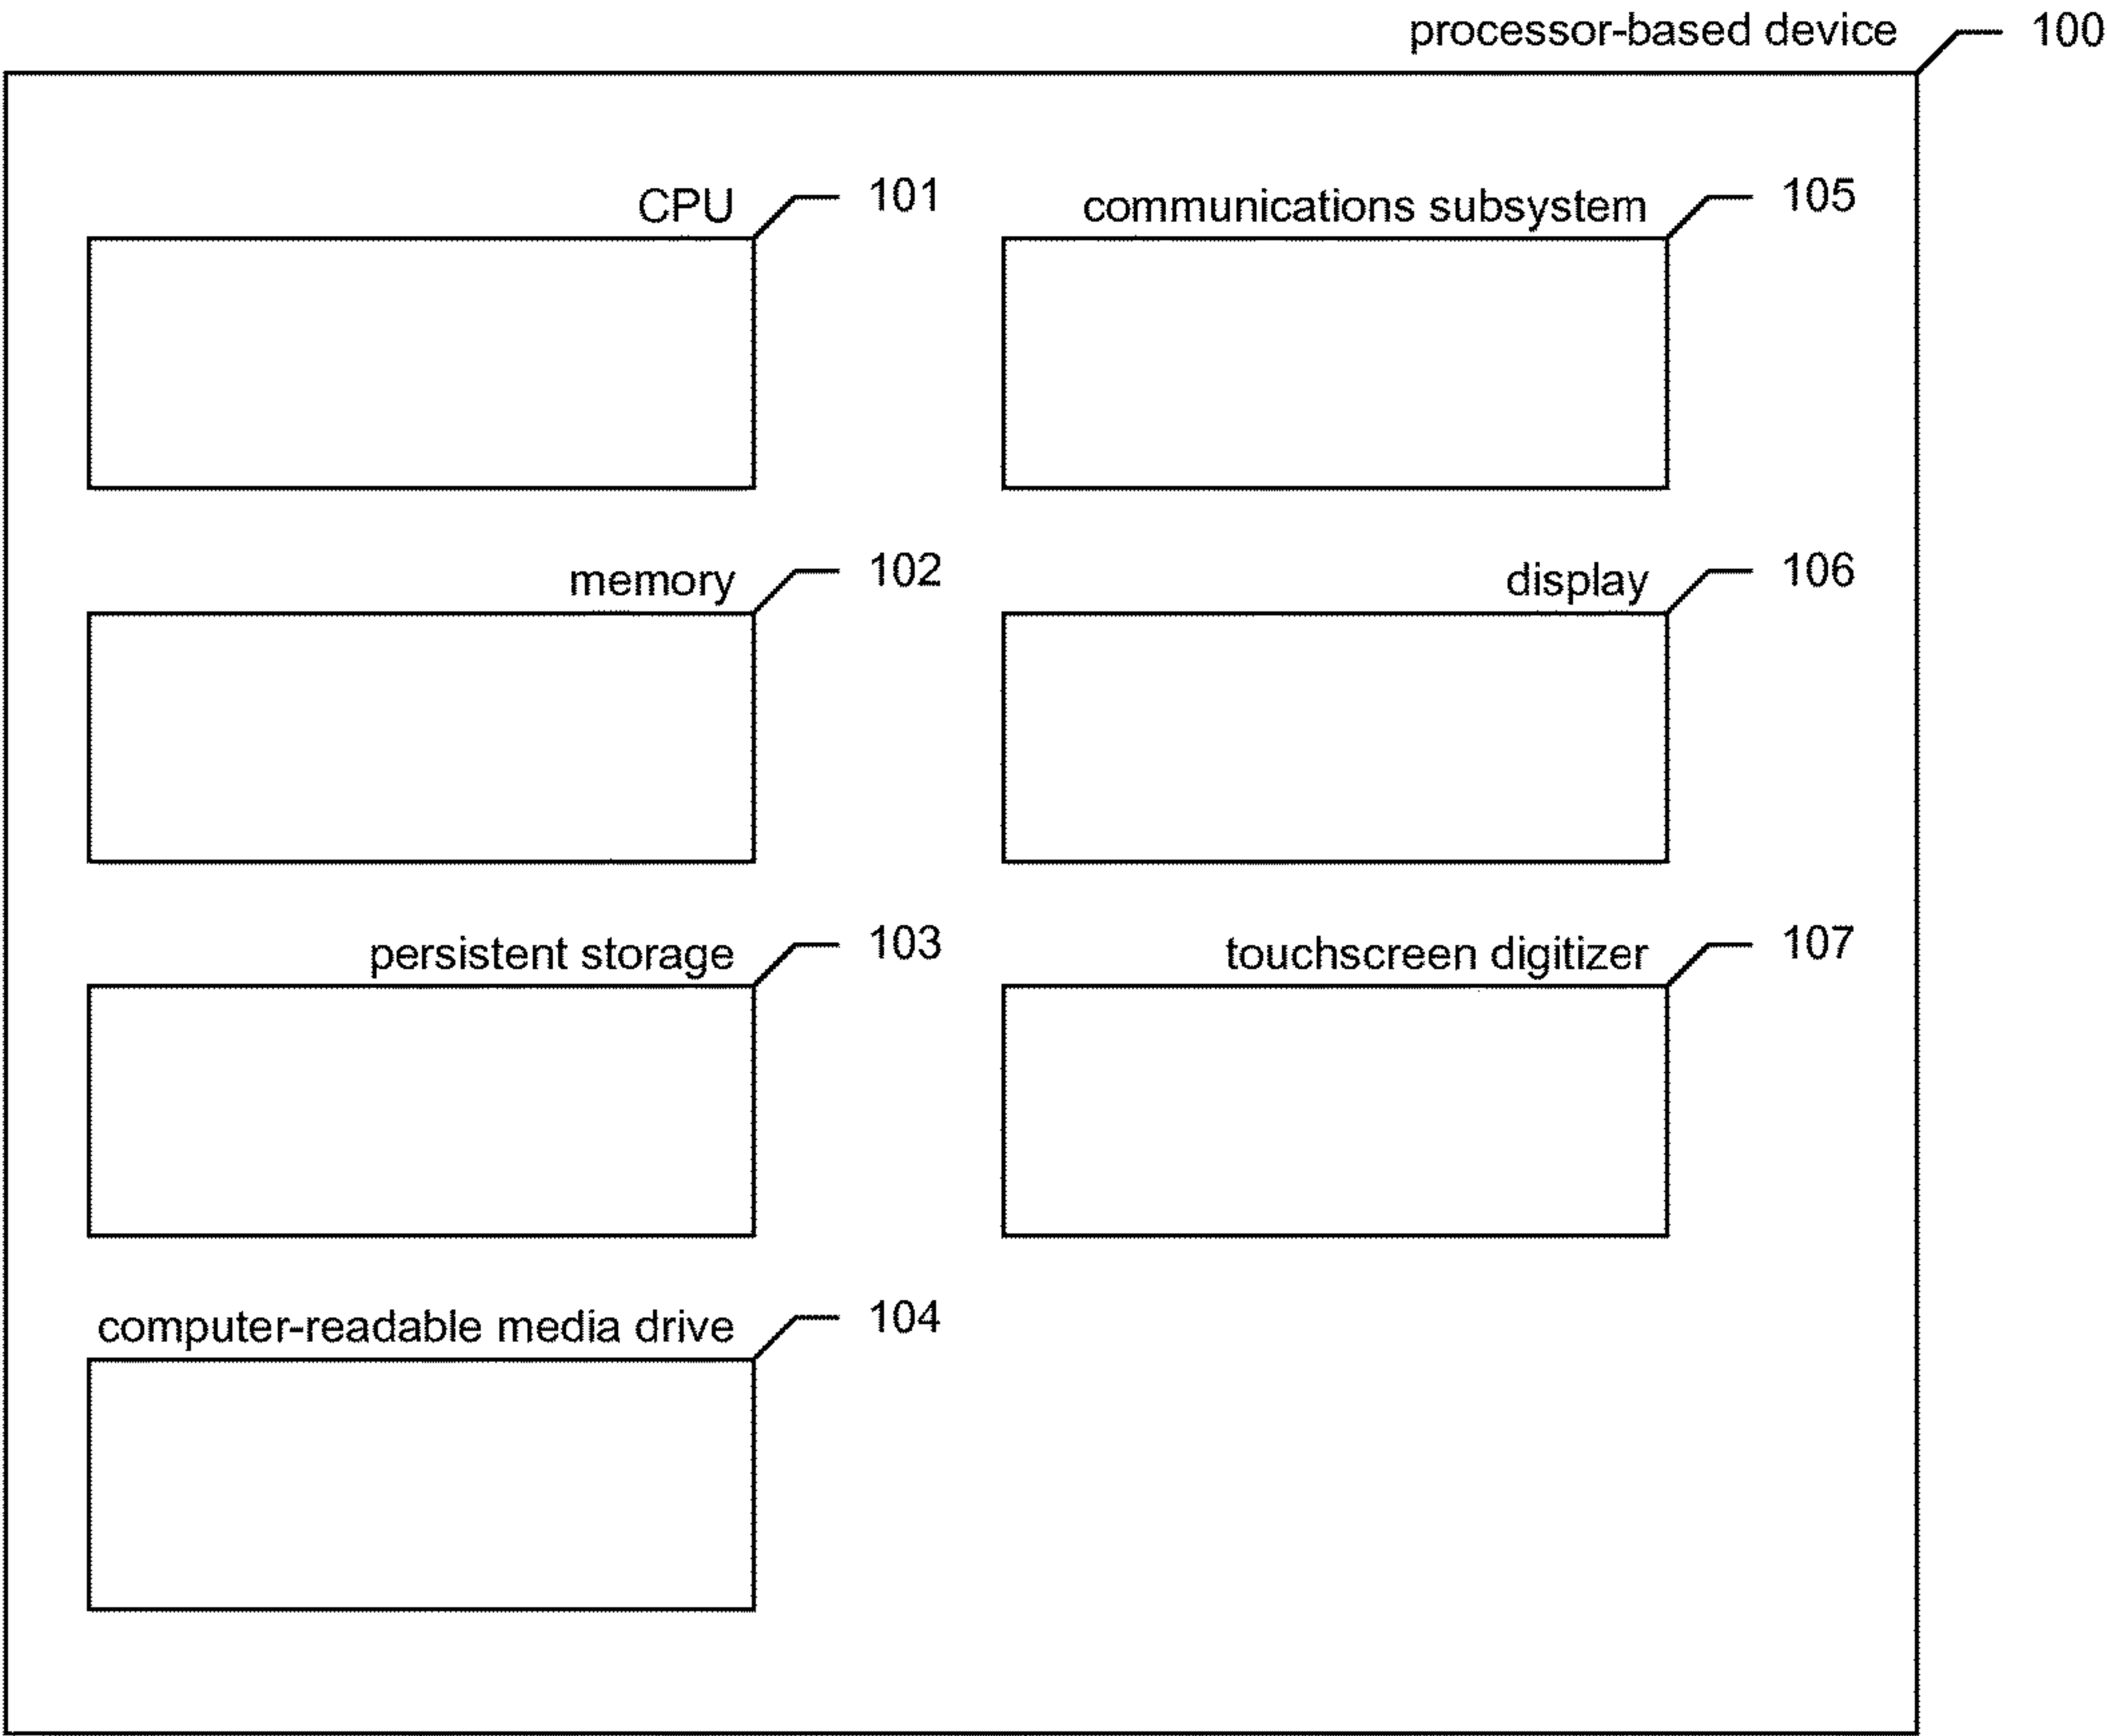 processor-based device 100
CPU 101
communications subsystem 105
memory 102
display 106
persistent storage 103
touchscreen digitizer 107
computer-readable media drive 104